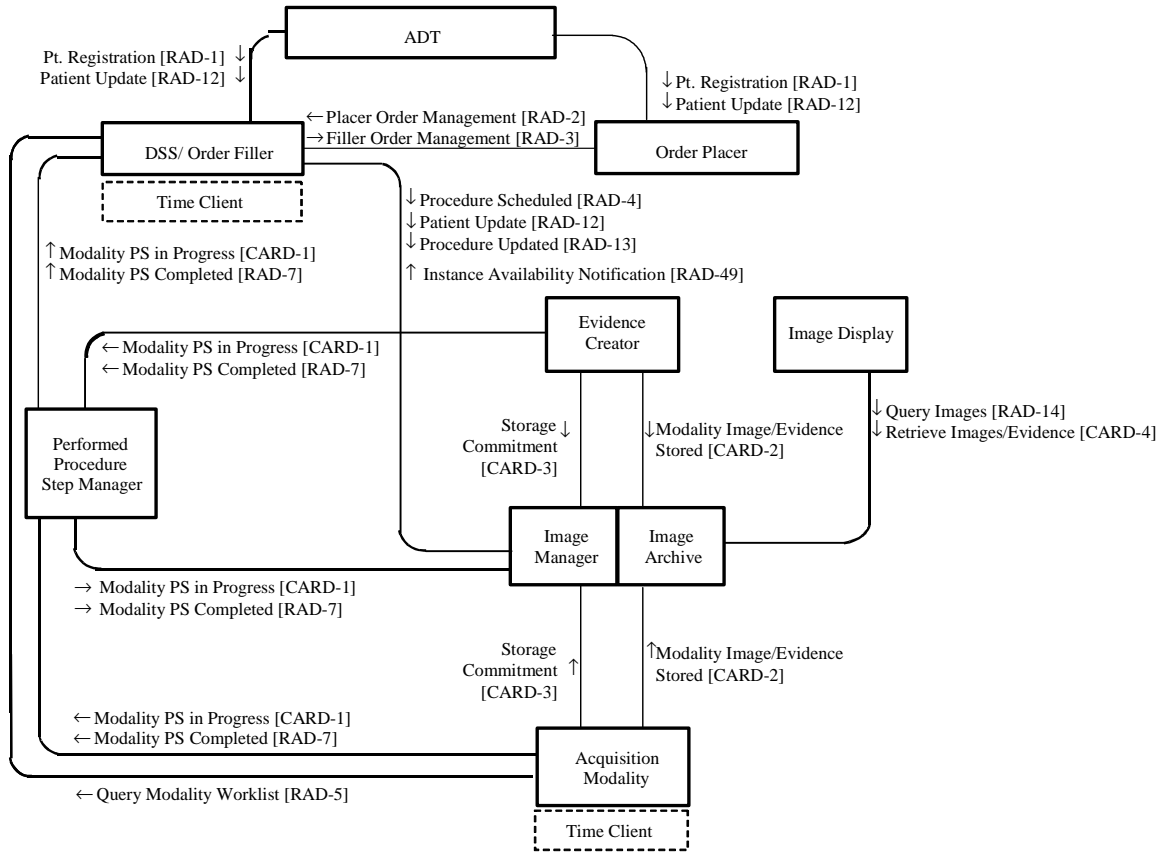 ADT
Pt. Registration [RAD-1] ↓
Patient Update [RAD-12] ↓
↓ Pt. Registration [RAD-1]
↓ Patient Update [RAD-12]
← Placer Order Management [RAD-2]
→ Filler Order Management [RAD-3]
DSS/ Order Filler
Order Placer
Time Client
↓ Procedure Scheduled [RAD-4]
↓ Patient Update [RAD-12]
↓ Procedure Updated [RAD-13]
↑ Instance Availability Notification [RAD-49]
↑ Modality PS in Progress [CARD-1]
↑ Modality PS Completed [RAD-7]
Evidence
Creator
Image Display
← Modality PS in Progress [CARD-1]
← Modality PS Completed [RAD-7]
↓ Query Images [RAD-14]
↓ Retrieve Images/Evidence [CARD-4]
Storage
Commitment ↓
[CARD-3]
↓ Modality Image/Evidence
Stored [CARD-2]
Performed
Procedure
Step Manager
Image
Manager
Image
Archive
→ Modality PS in Progress [CARD-1]
→ Modality PS Completed [RAD-7]
Storage
Commitment ↑
[CARD-3]
↑ Modality Image/Evidence
Stored [CARD-2]
← Modality PS in Progress [CARD-1]
← Modality PS Completed [RAD-7]
Acquisition
Modality
← Query Modality Worklist [RAD-5]
Time Client